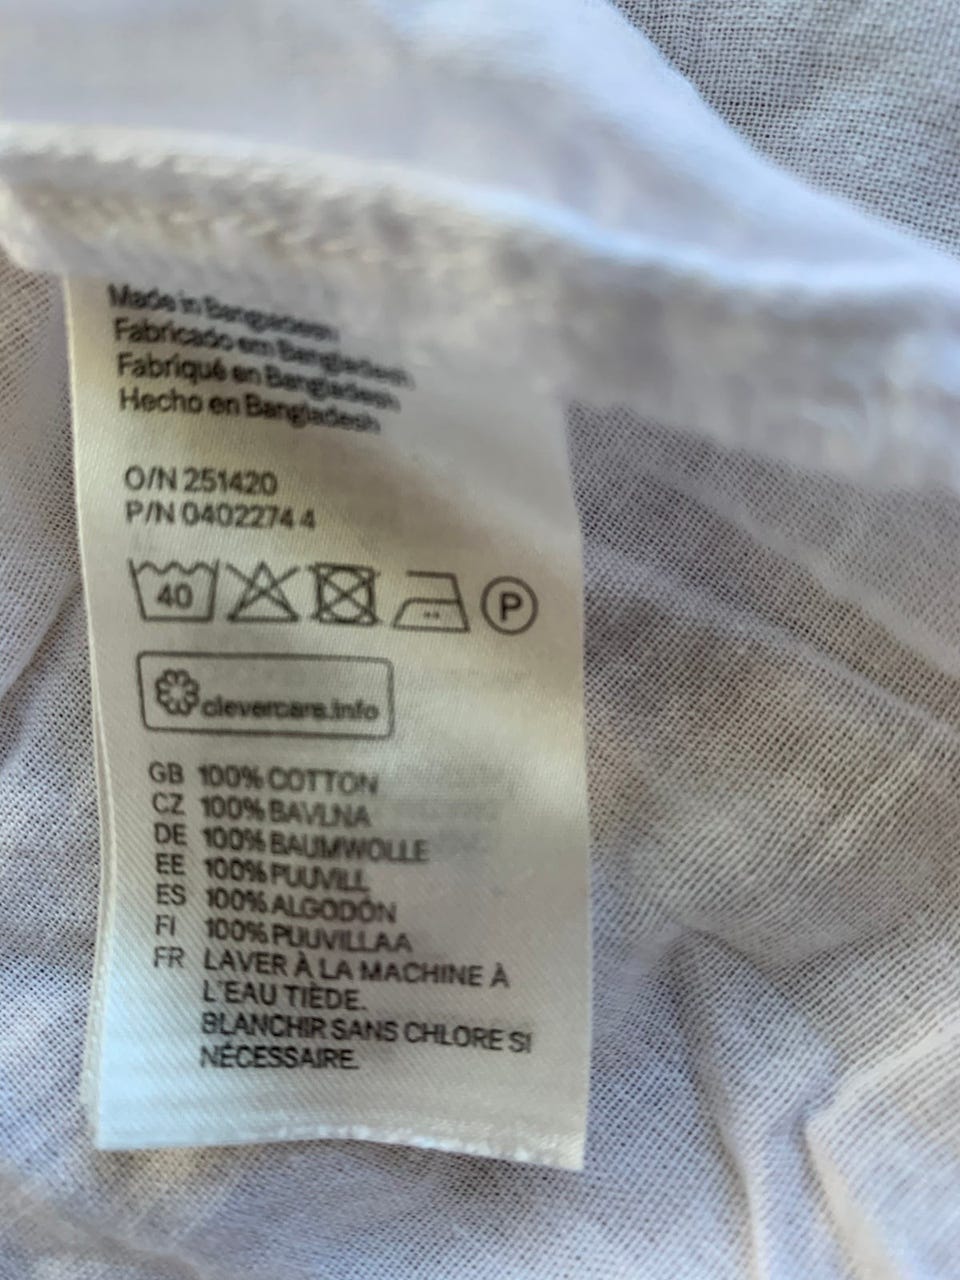 Made in Bangladesh
Fabricado em Bangladesh
Fabriqué en Bangladesh
Hecho en Bangladesh
O/N 251420
P/N 0402274 4
40 P
clevercare.info
GB 100% COTTON
CZ 100% BAVLNA
DE 100% BAUMWOLLE
EE 100% PUUVILL
ES 100% ALGODÓN
FI 100% PUUVILLAA
FR LAVER À LA MACHINE À
L'EAU TIÈDE.
BLANCHIR SANS CHLORE SI
NÉCESSAIRE.